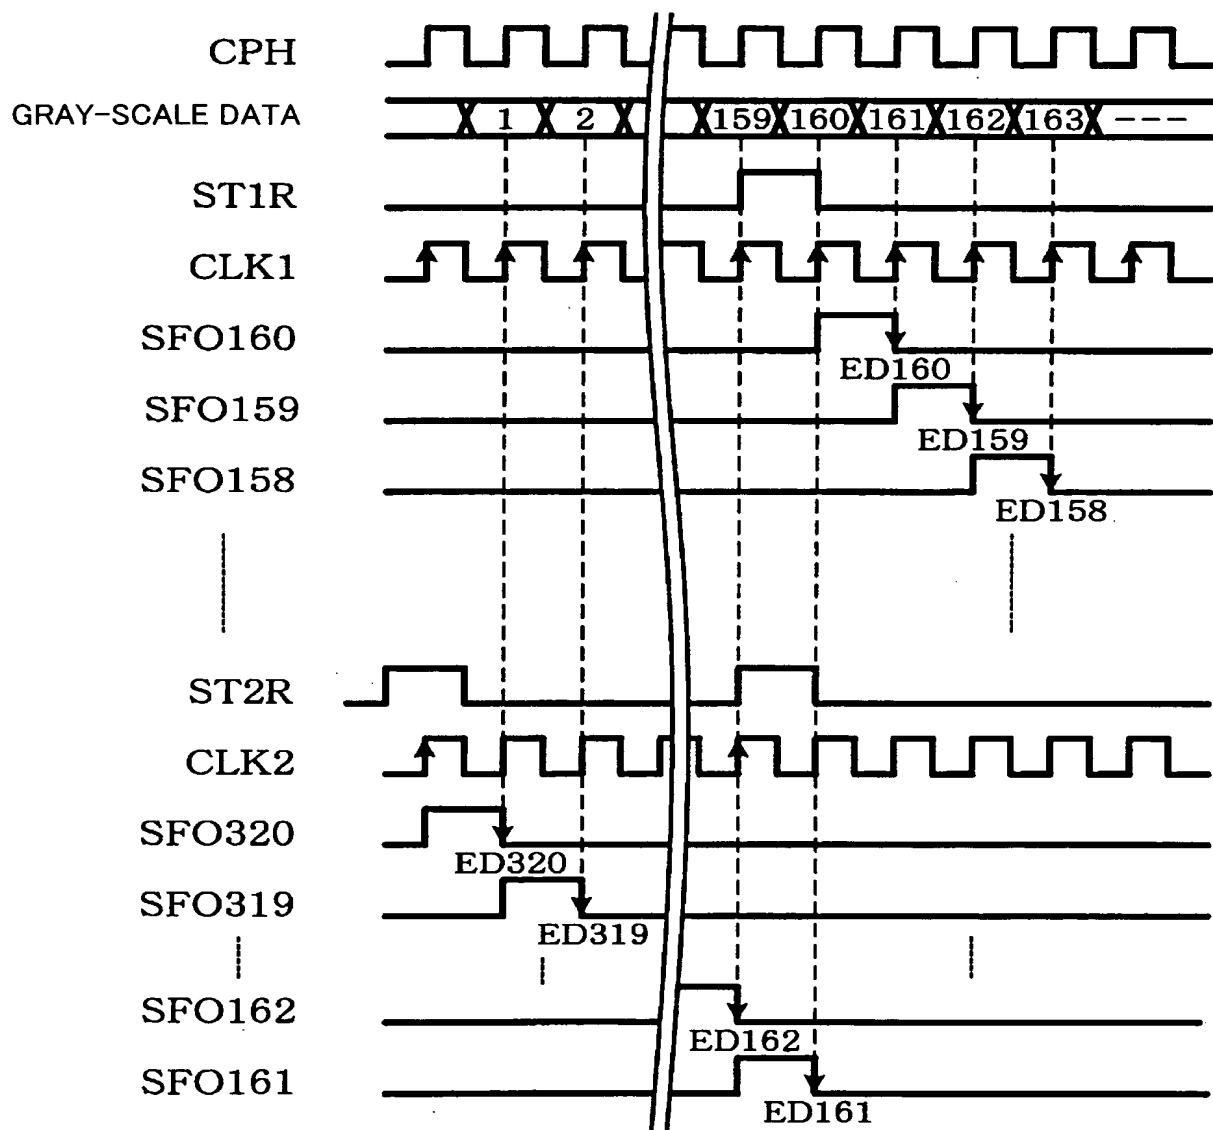 CPH
GRAY-SCALE DATA 1 2 159 160 161 162 163 ---
ST1R
CLK1
SFO160
ED160
SFO159
ED159
SFO158
ED158
ST2R
CLK2
SFO320
ED320
SFO319
ED319
SFO162
ED162
SFO161
ED161